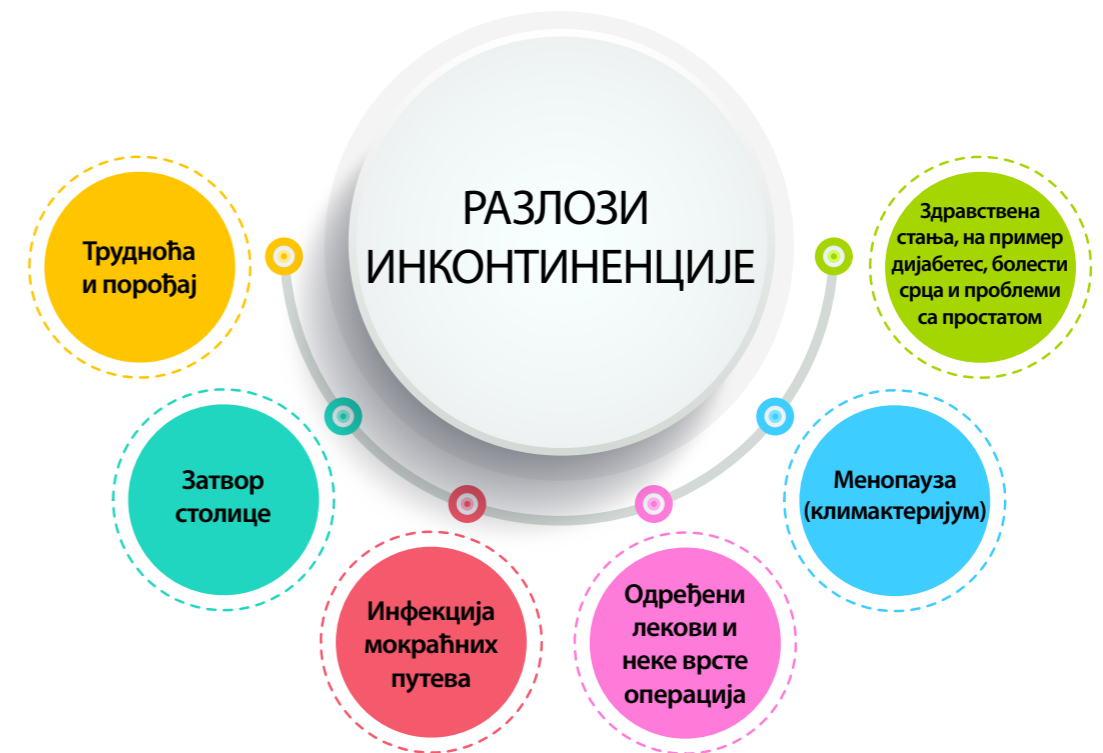 РАЗЛОЗИ
ИНКОНТИНЕНЦИЈЕ
Трудноћа
и порођај
Затвор
столице
Инфекција
мокраћних
путева
Одређени
лекови и
неке врсте
операција
Менопауза
(климактеријум)
Здравствена
стања, на пример
дијабетес, болести
срца и проблеми
са простатом